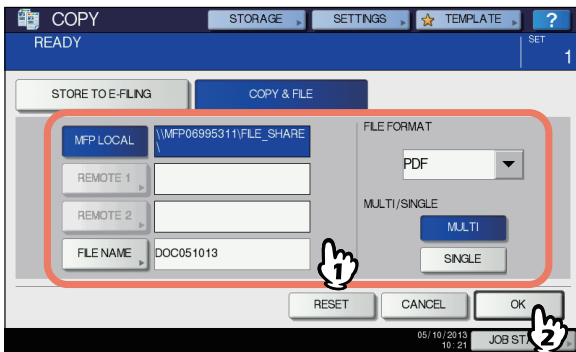 COPY
STORAGE
SETTINGS
TEMPLATE
?
READY
SET
1
STORE TO E-FILING
COPY & FILE
MFP LOCAL
\\MFP06995311\FILE_SHARE
\
REMOTE 1
REMOTE 2
FILE NAME
DOC051013
FILE FORMAT
PDF
MULTI/SINGLE
MULTI
SINGLE
1
RESET
CANCEL
OK
2
05/10/2013
10:21
JOB ST